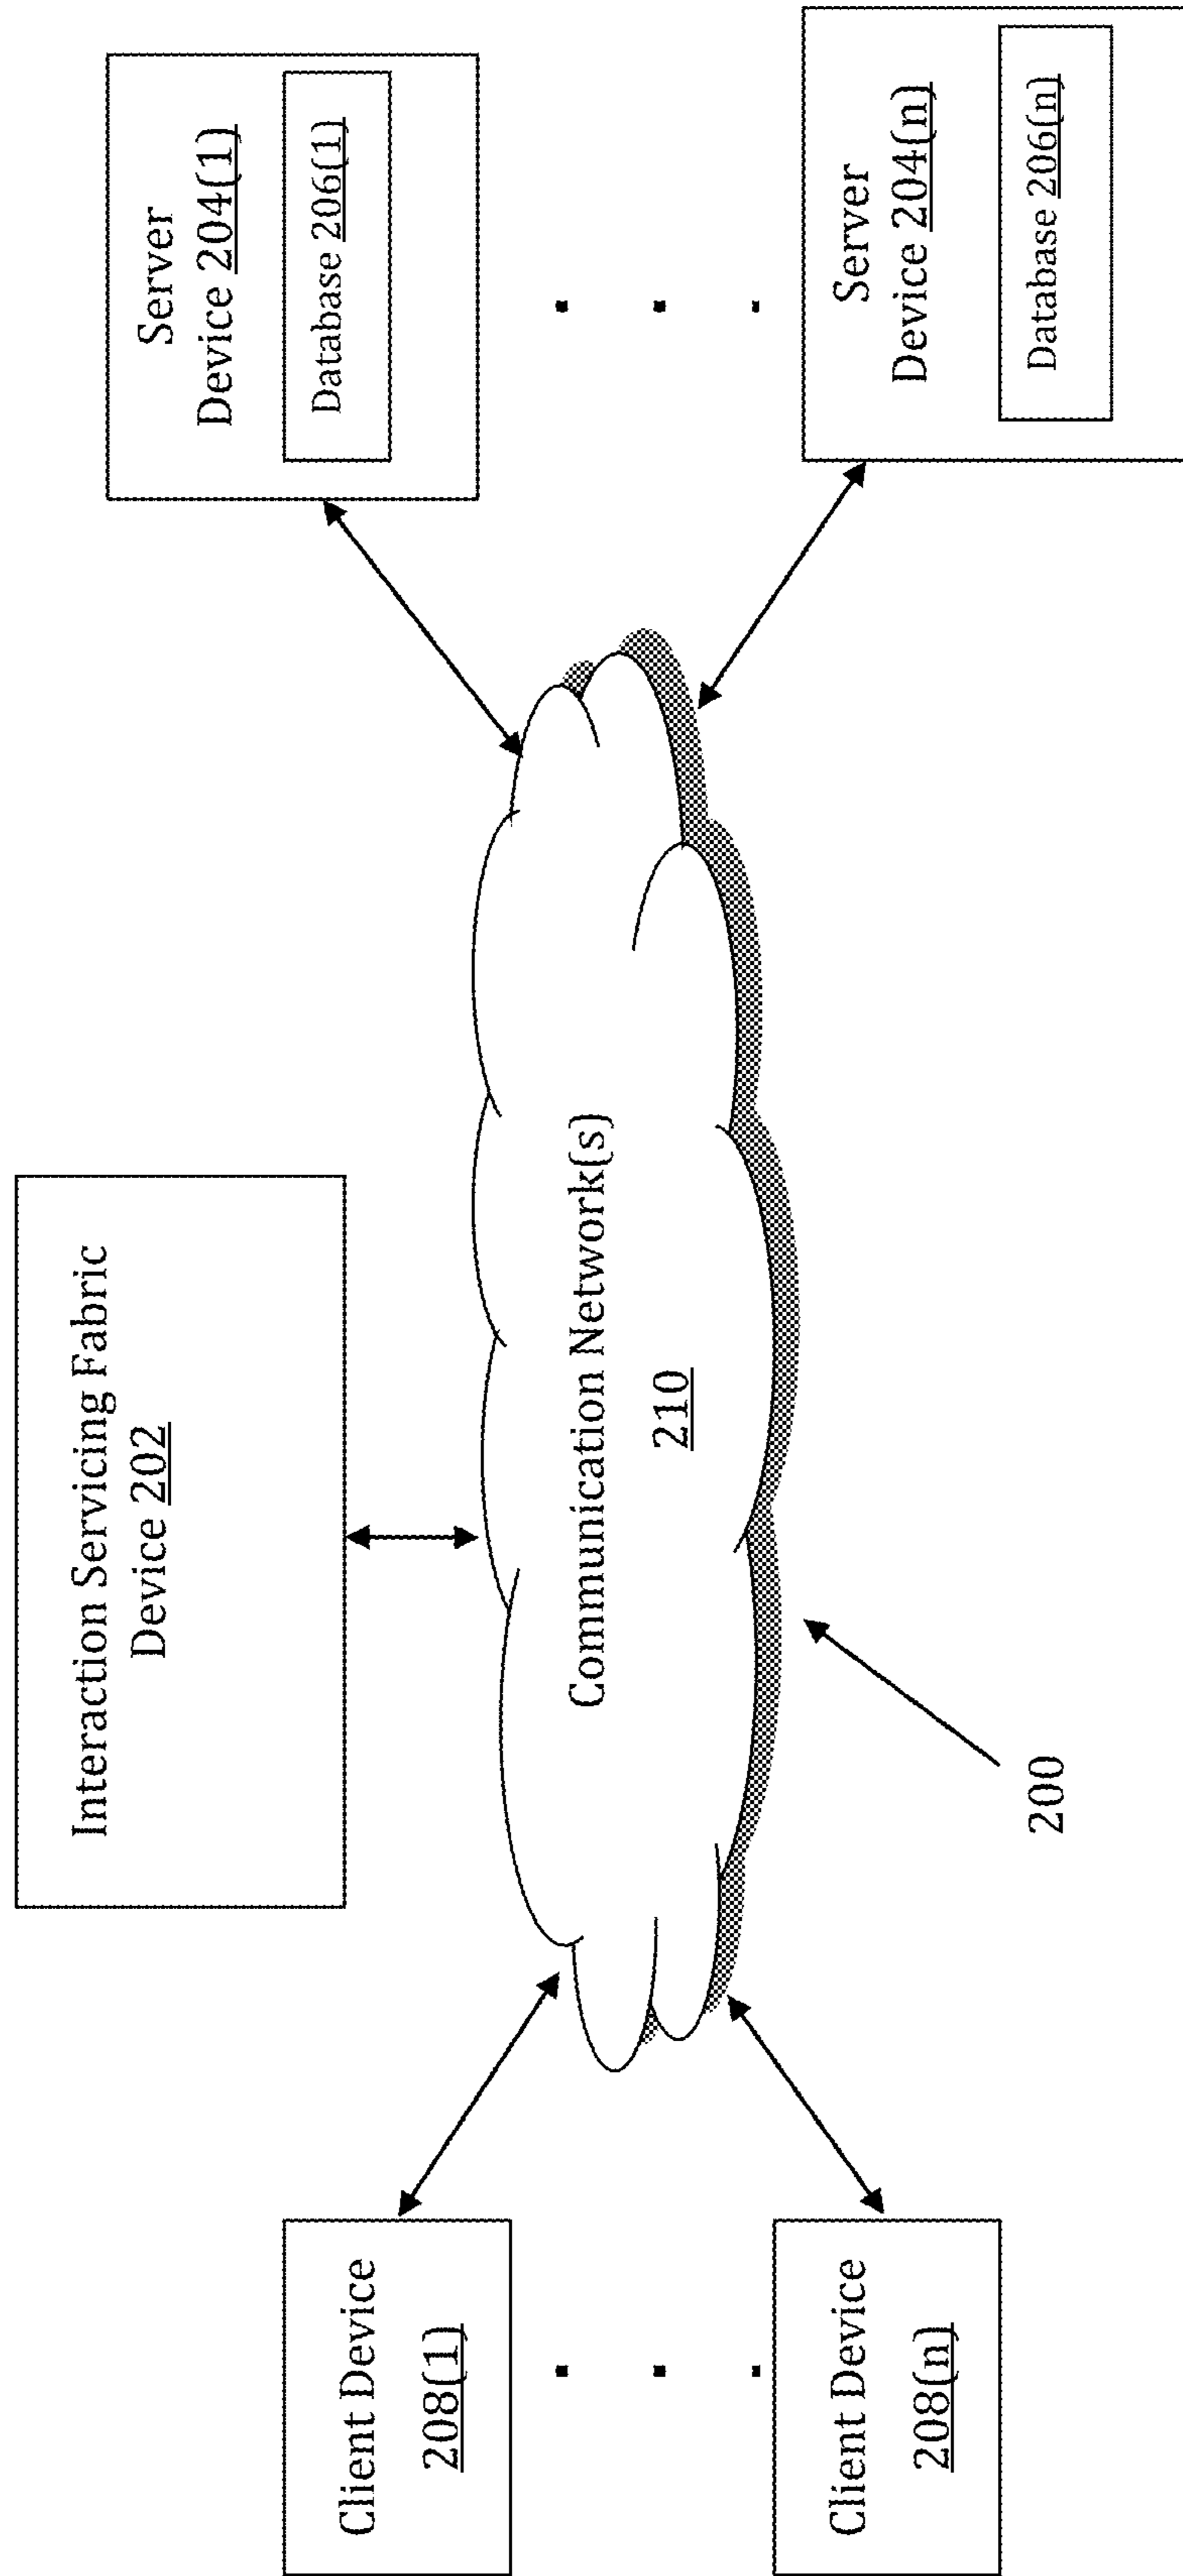 Interaction Servicing Fabric
Device 202
Client Device
208(1)
Client Device
208(n)
Communication Network(s)
210
Server
Device 204(1)
Database 206(1)
Server
Device 204(n)
Database 206(n)
200